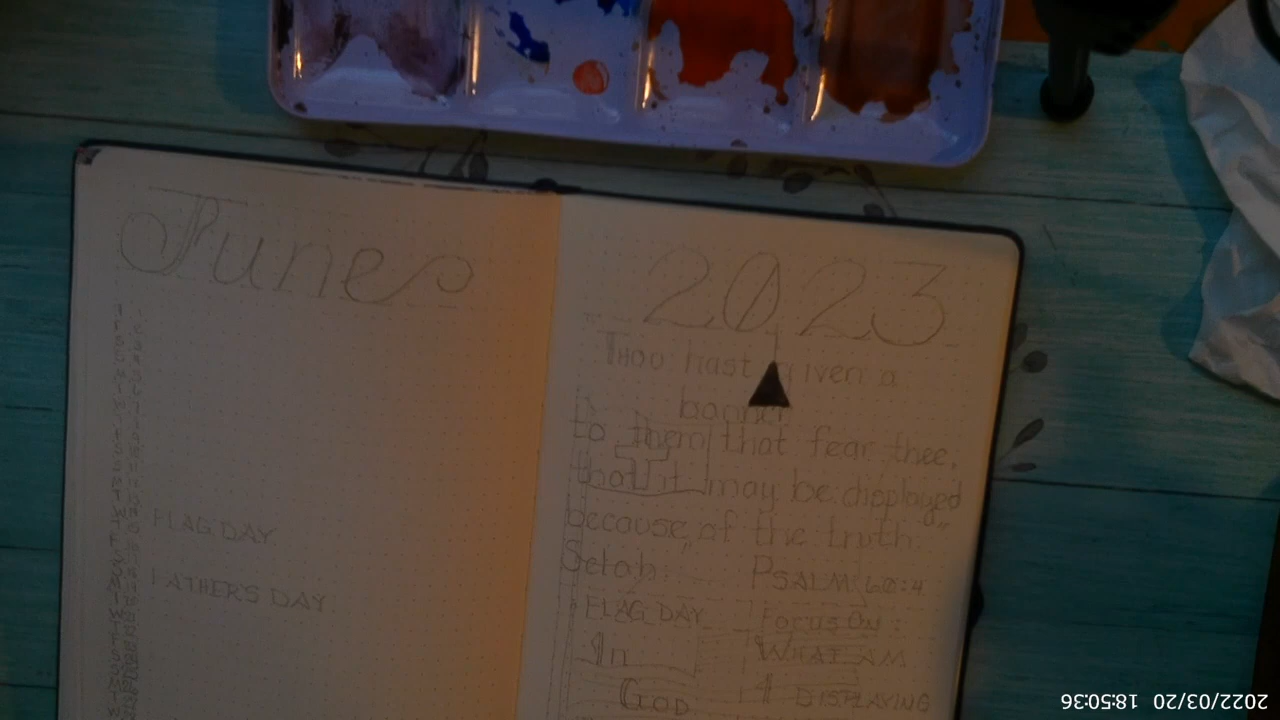 June
FLAG DAY
FATHER'S DAY
2023
THOU hast given a
banner
to them that fear thee,
that it may be displayed
because of the truth."
Selah. PSALM 60:4
FLAG DAY
In
GOD
Focus On:
WHAT AM
I DISPLAYING
2022/03/20 18:50:36